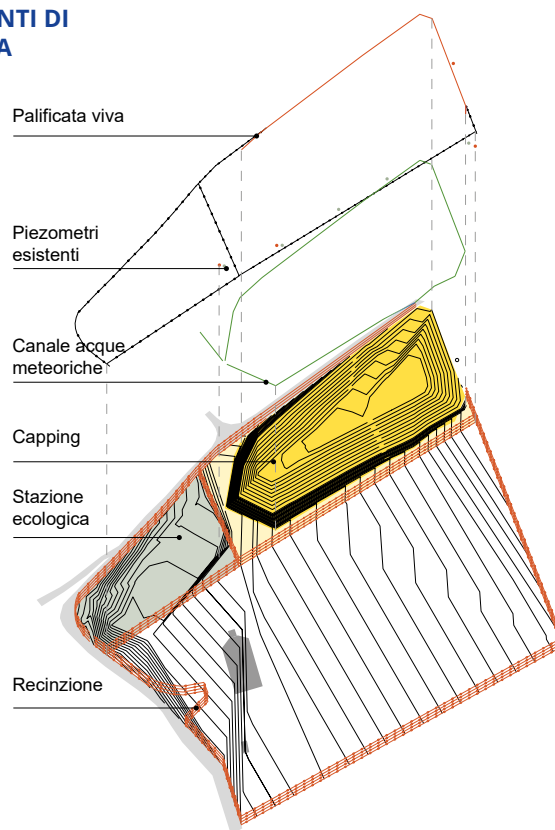 NTI DI
A
Palificata viva
Piezometri
esistenti
Canale acque
meteoriche
Capping
Stazione
ecologica
Recinzione